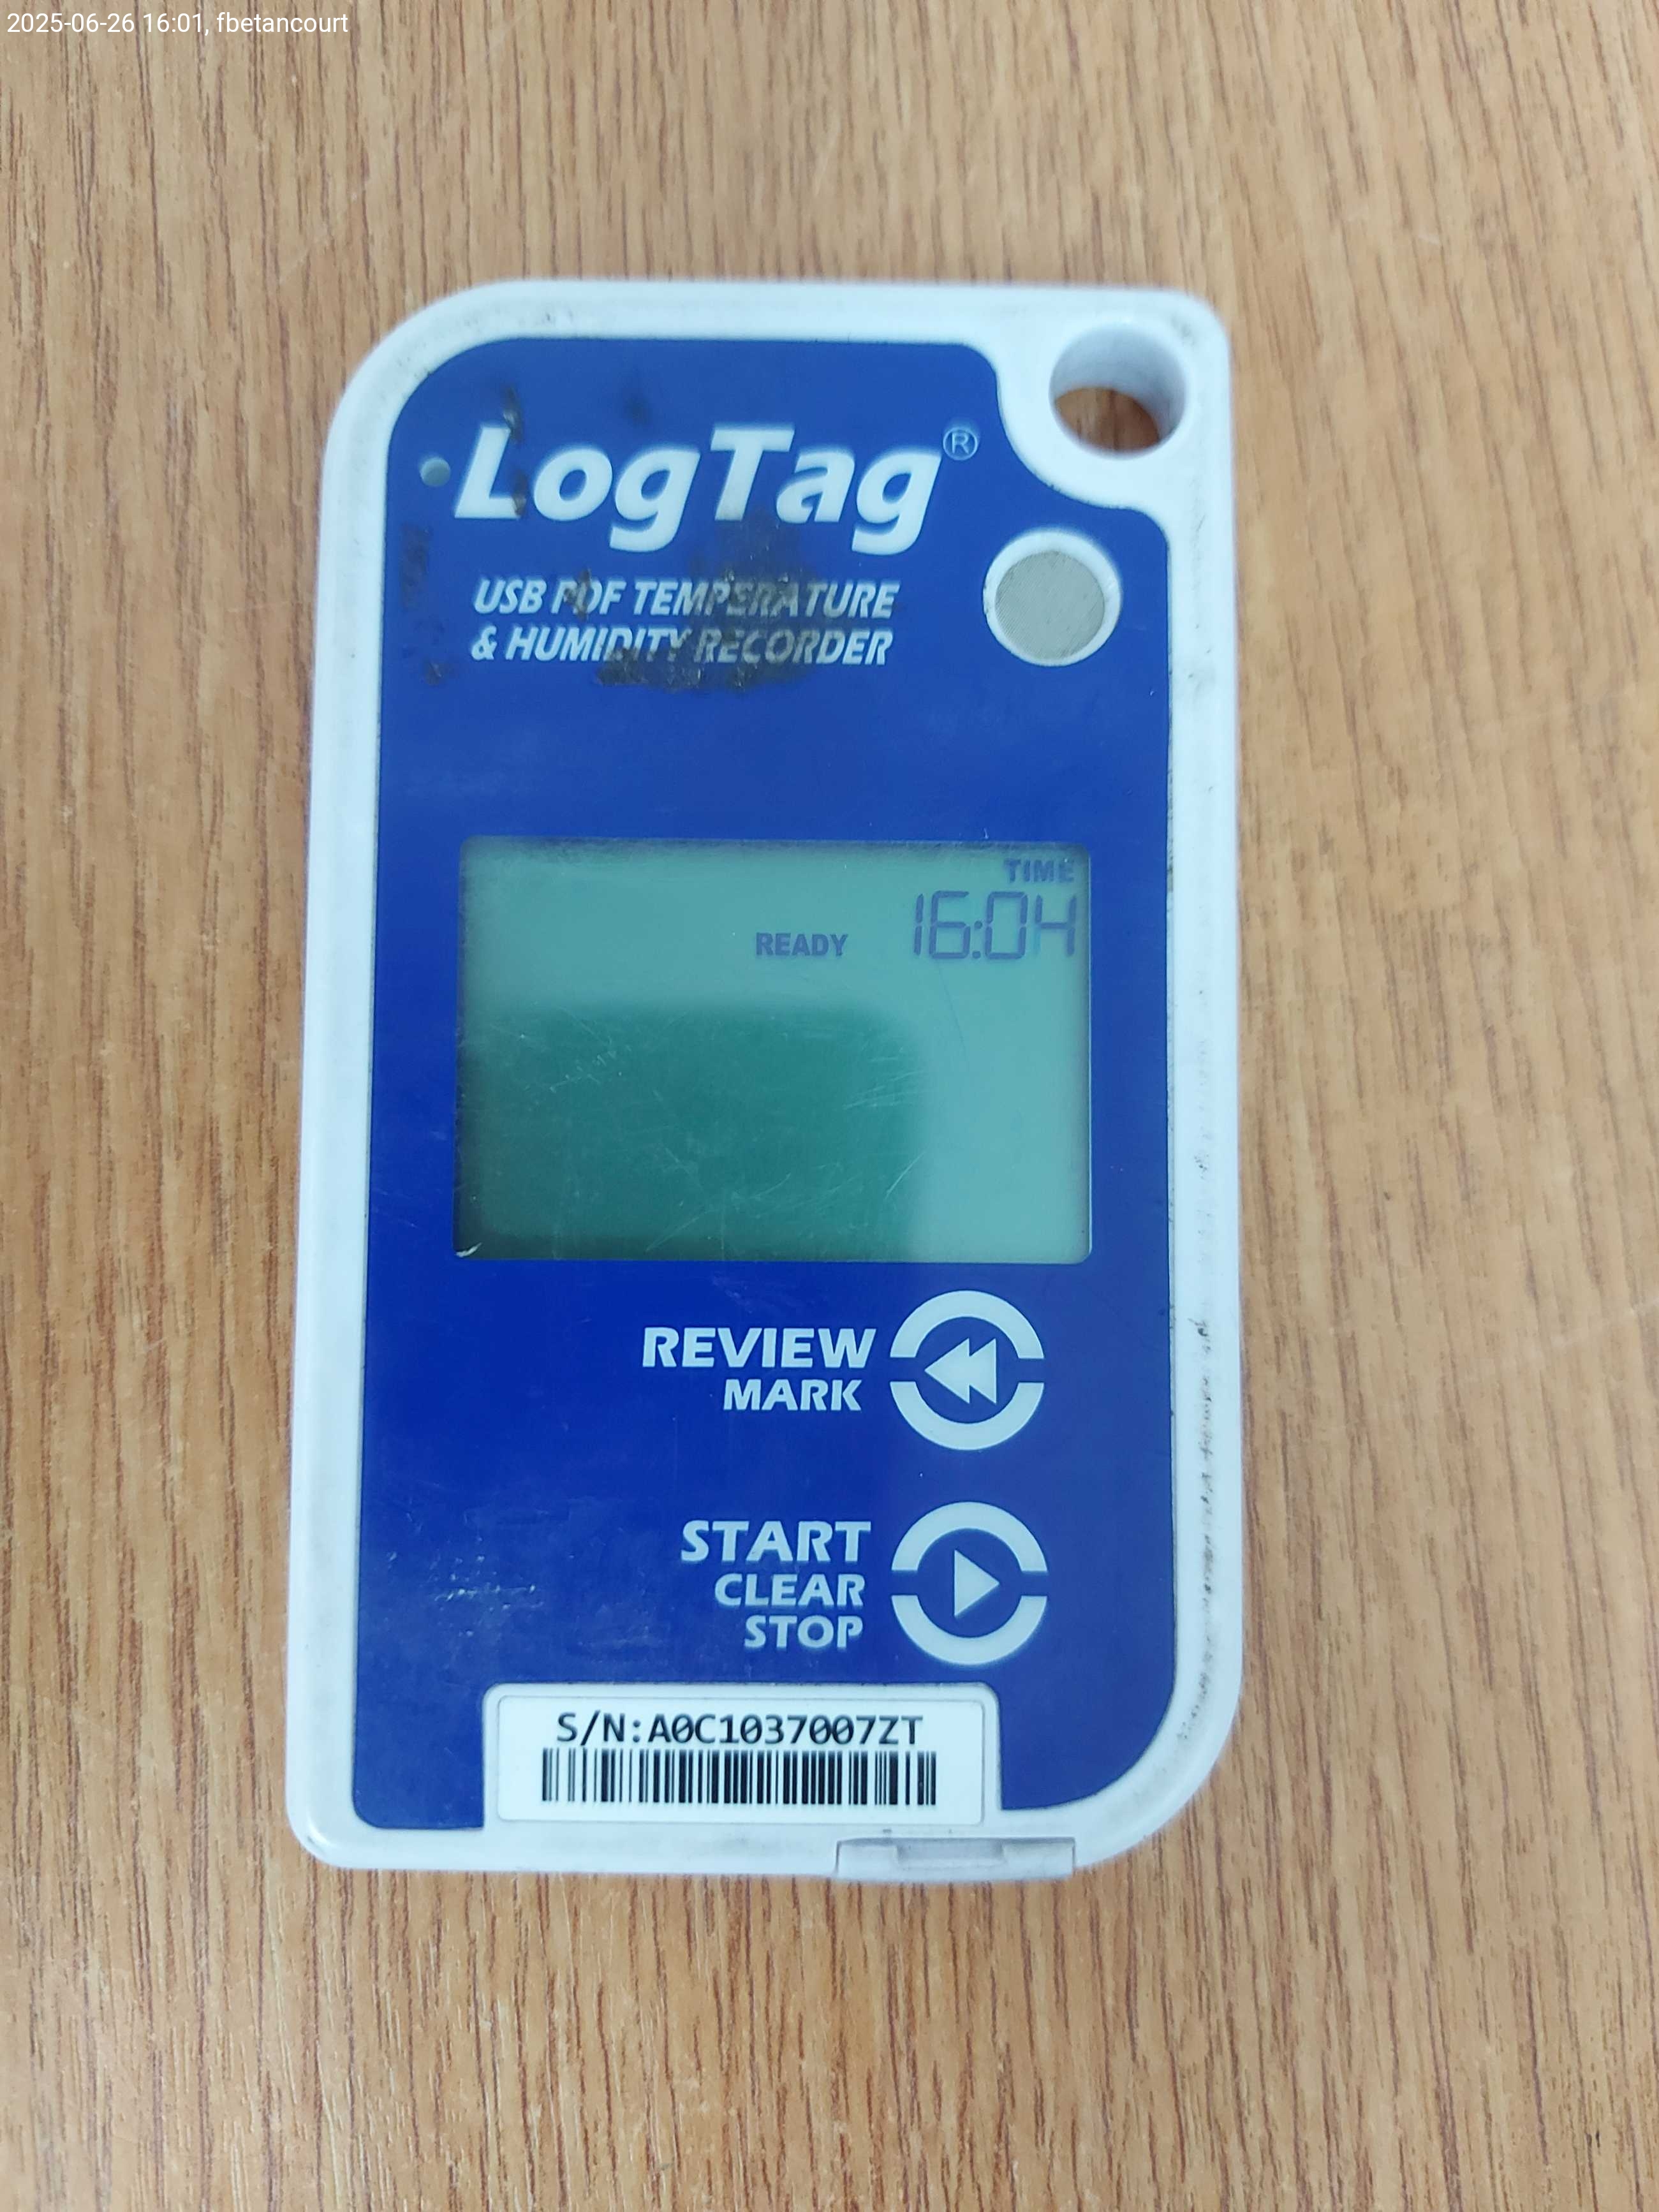 2025-06-26 16:01, fbetancourt
LogTag®
USB PDF TEMPERATURE
& HUMIDITY RECORDER
TIME
READY 16:04
REVIEW
MARK
START
CLEAR
STOP
S/N:A0C1037007ZT